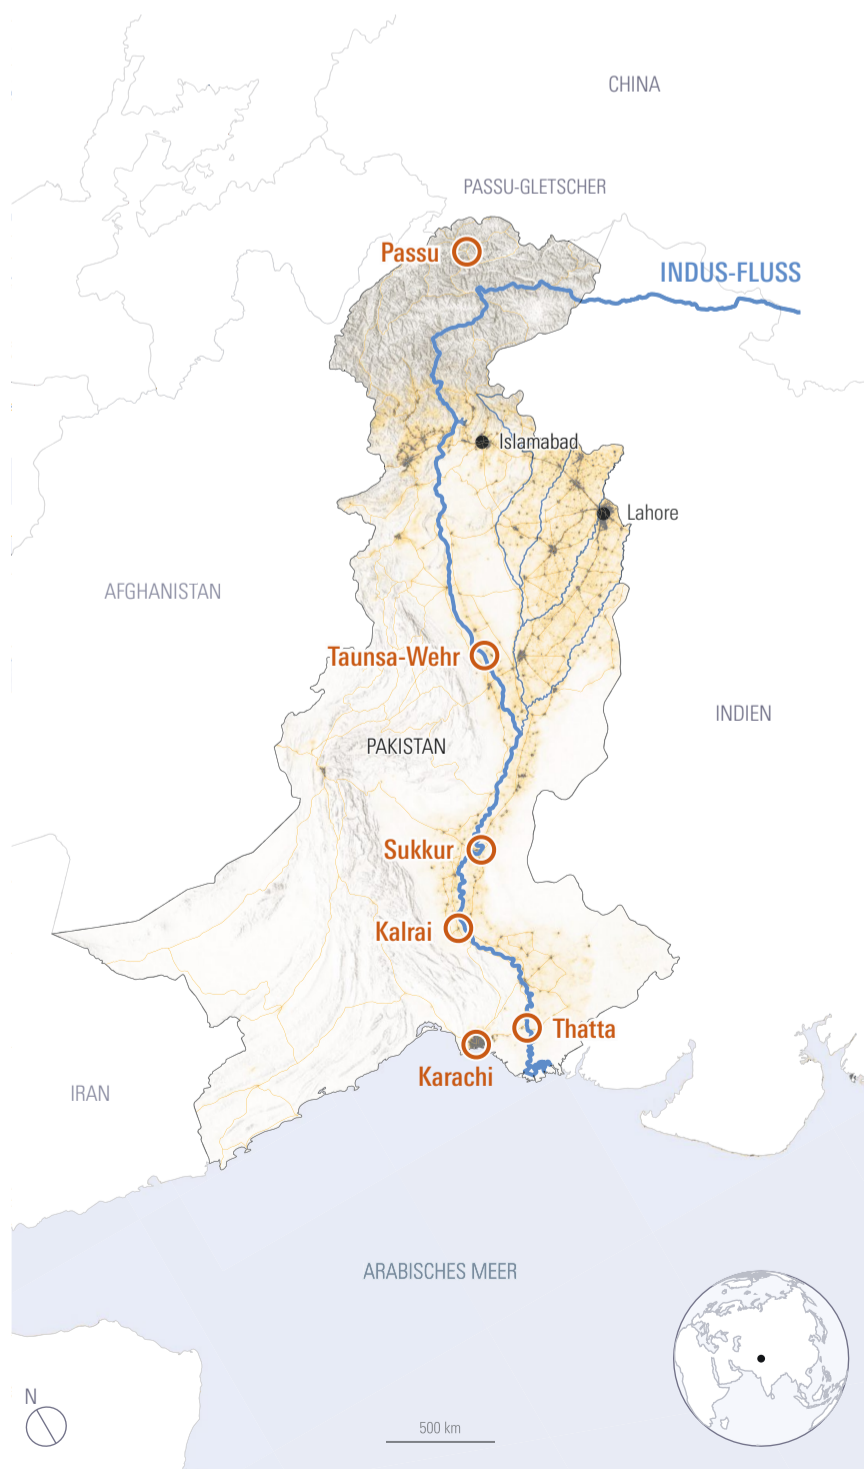 CHINA
PASSU-GLETSCHER
Passu
INDUS-FLUSS
Islamabad
Lahore
AFGHANISTAN
Taunsa-Wehr
INDIEN
PAKISTAN
Sukkur
Kalrai
Thatta
Karachi
IRAN
ARABISCHES MEER
N
500 km